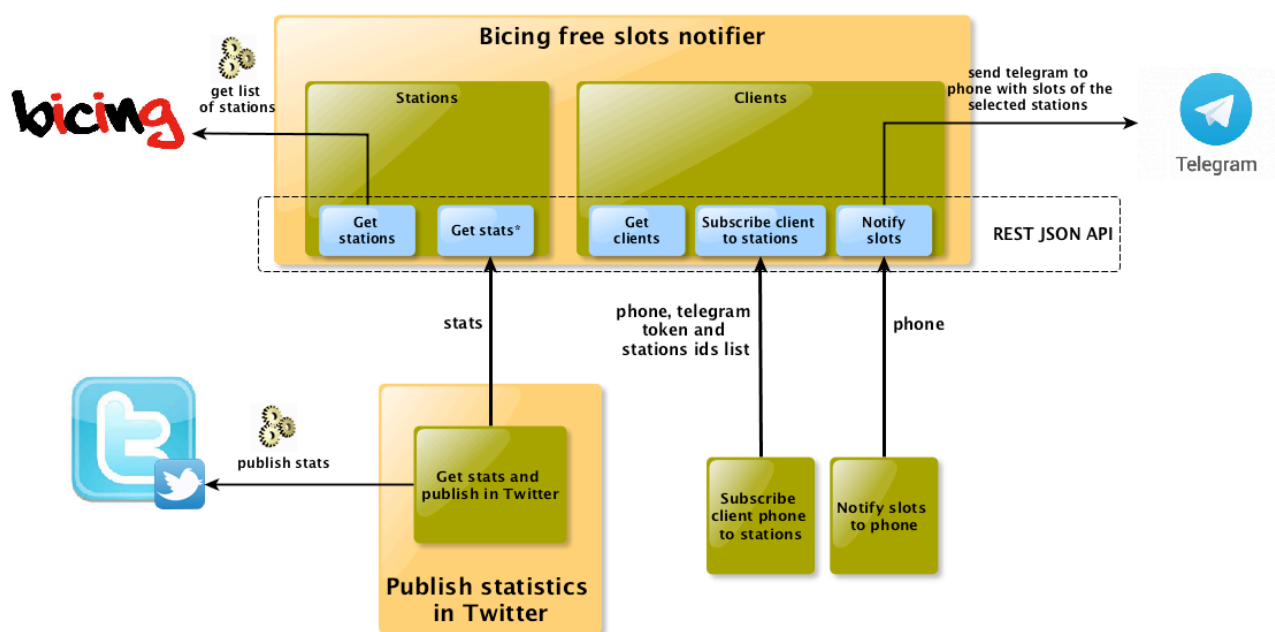 Bicing free slots notifier
get list
of stations
bicing
Stations
Clients
send telegram to
phone with slots of the
selected stations
Telegram
Get
stations
Get stats*
Get
clients
Subscribe client
to stations
Notify
slots
REST JSON API
stats
phone, telegram
token and
stations ids list
phone
t
publish stats
Get stats and
publish in Twitter
Subscribe
client phone
to stations
Notify slots
to phone
Publish statistics
in Twitter